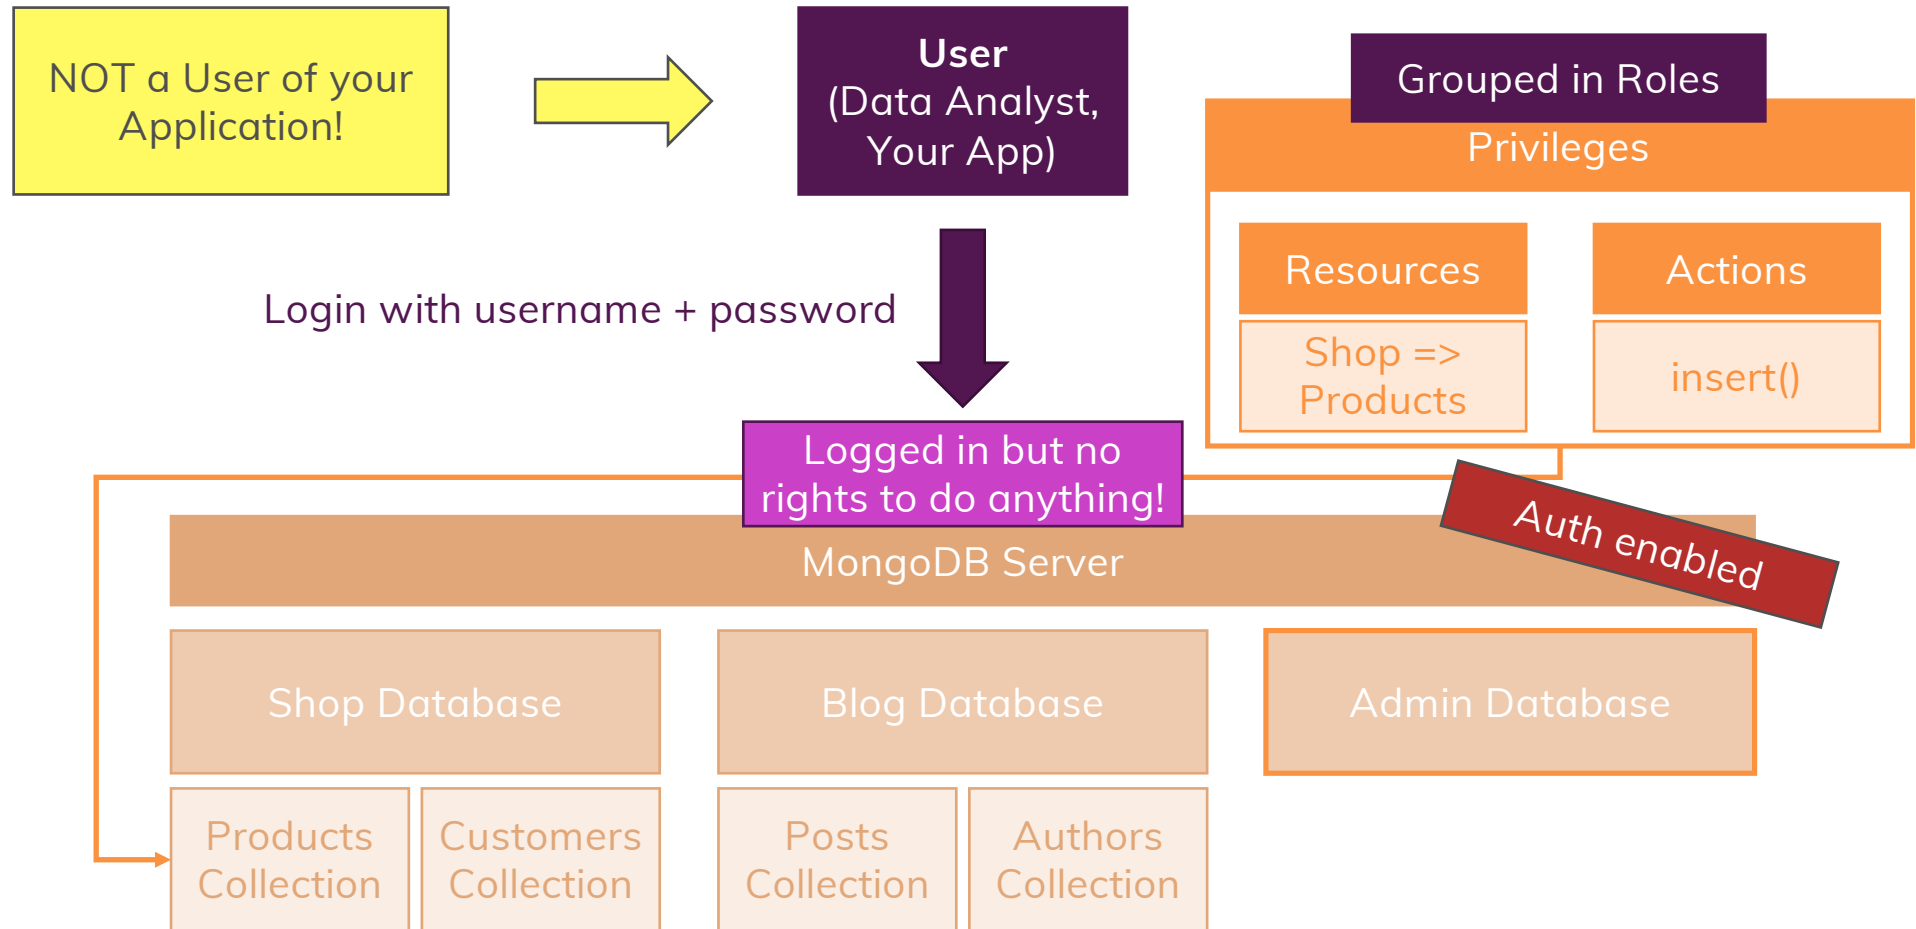 NOT a User of your
Application!
User
(Data Analyst,
Your App)
Grouped in Roles
Privileges
Resources
Actions
Shop =>
Products
insert()
Login with username + password
Logged in but no
rights to do anything!
Auth enabled
MongoDB Server
Shop Database
Blog Database
Admin Database
Products
Collection
Customers
Collection
Posts
Collection
Authors
Collection